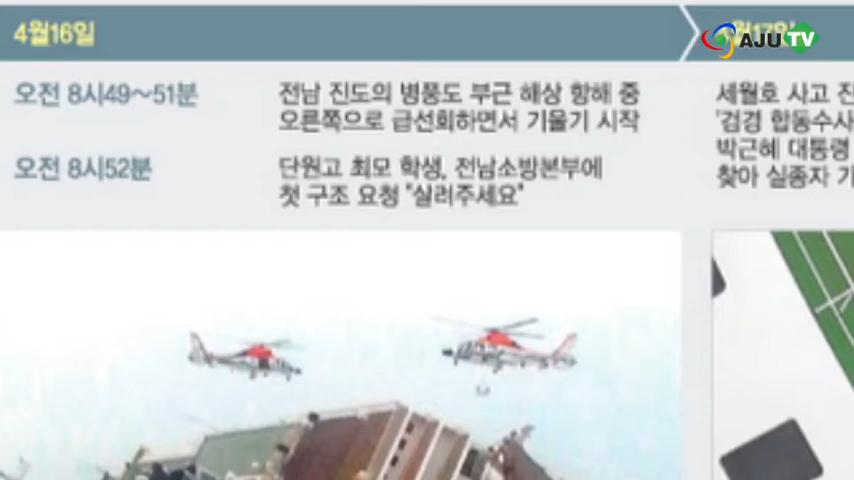 4월16일
AJU TV
오전 8시49~51분
전남 진도의 병풍도 부근 해상 항해 중
오른쪽으로 급선회하면서 기울기 시작
오전 8시52분
단원고 최모 학생, 전남소방본부에
첫 구조 요청 "살려주세요"
세월호 사고 진
'검경 합동수사
박근혜 대통령
찾아 실종자 기